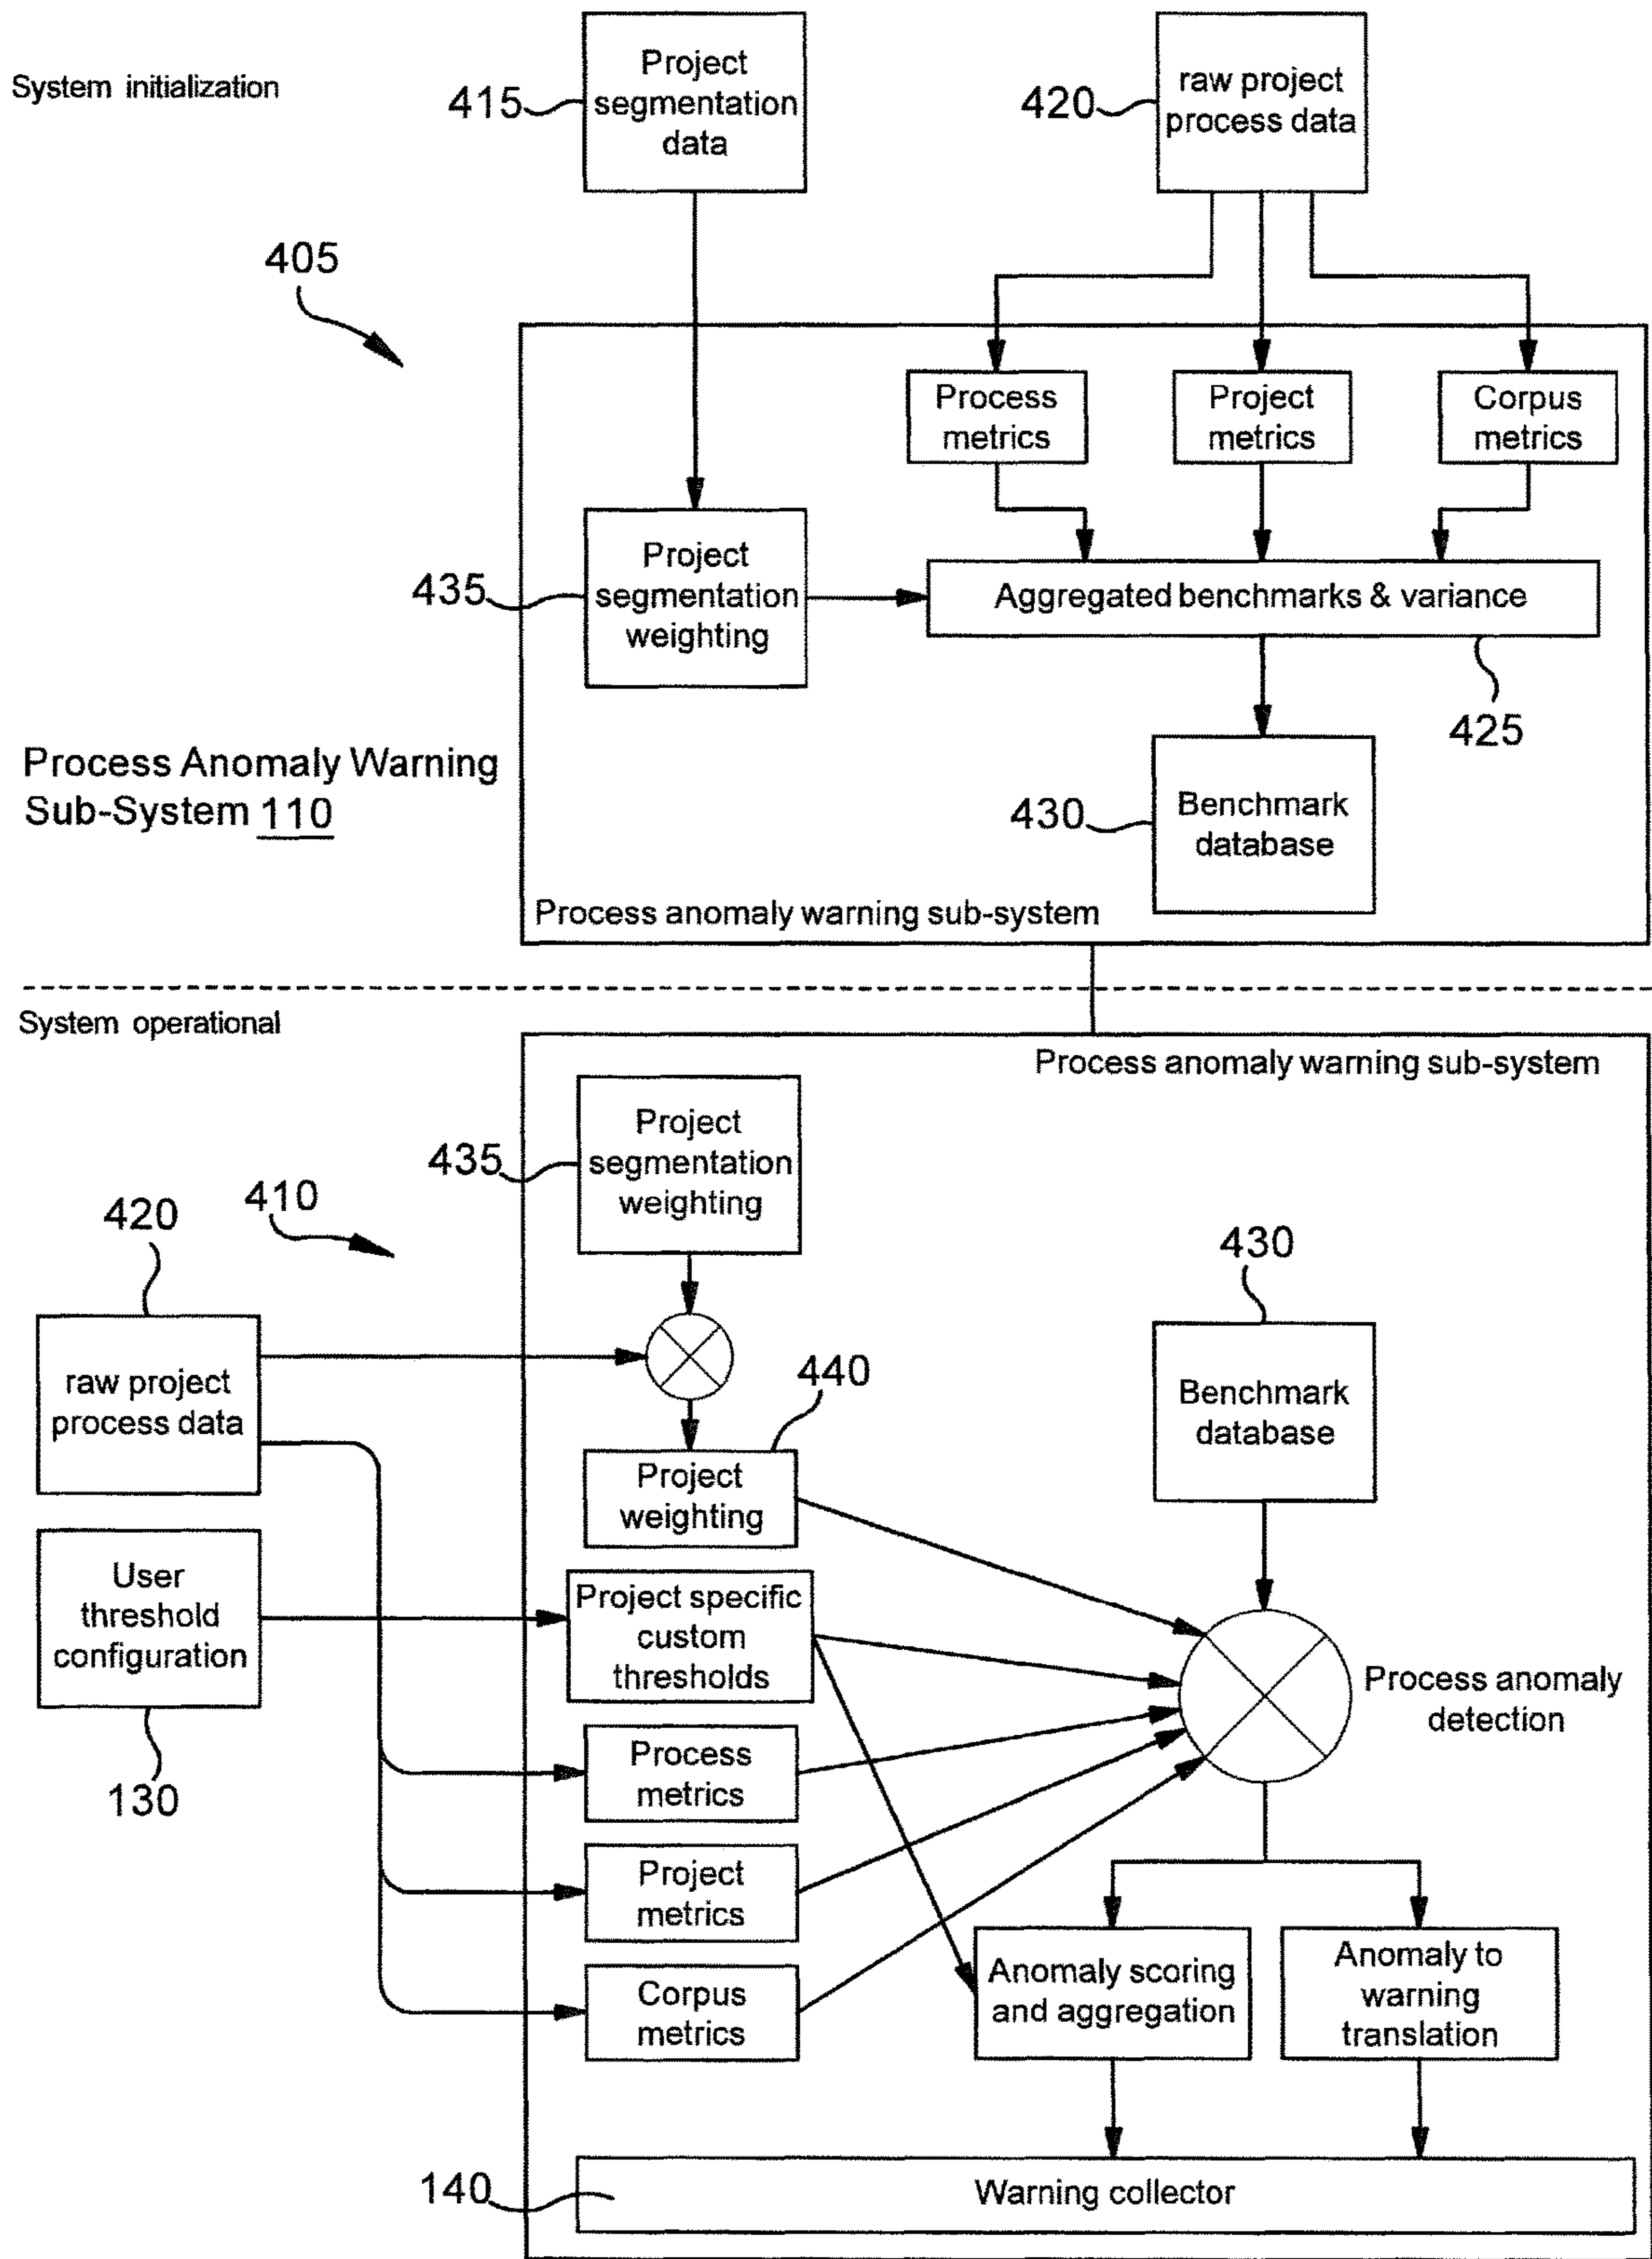 System initialization
415
Project
segmentation
data
420
raw project
process data
405
Process
metrics
Project
metrics
Corpus
metrics
435
Project
segmentation
weighting
Aggregated benchmarks & variance
425
Process Anomaly Warning
Sub-System 110
430
Benchmark
database
Process anomaly warning sub-system
System operational
Process anomaly warning sub-system
435
Project
segmentation
weighting
410
420
raw project
process data
430
Benchmark
database
440
Project
weighting
User
threshold
configuration
130
Project specific
custom
thresholds
Process anomaly
detection
Process
metrics
Project
metrics
Corpus
metrics
Anomaly scoring
and aggregation
Anomaly to
warning
translation
140
Warning collector